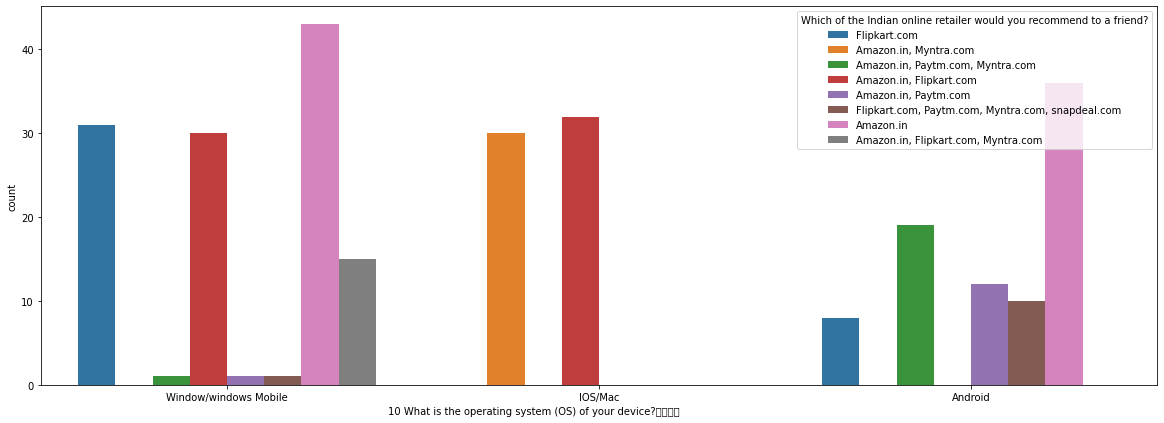 Which of the Indian online retailer would you recommend to a friend?
Flipkart.com
Amazon.in, Myntra.com
Amazon.in, Paytm.com, Myntra.com
Amazon.in, Flipkart.com
Amazon.in, Paytm.com
Flipkart.com, Paytm.com, Myntra.com, snapdeal.com
Amazon.in
Amazon.in, Flipkart.com, Myntra.com
40
30
20
10
0
count
Window/windows Mobile
IOS/Mac
Android
10 What is the operating system (OS) of your device?